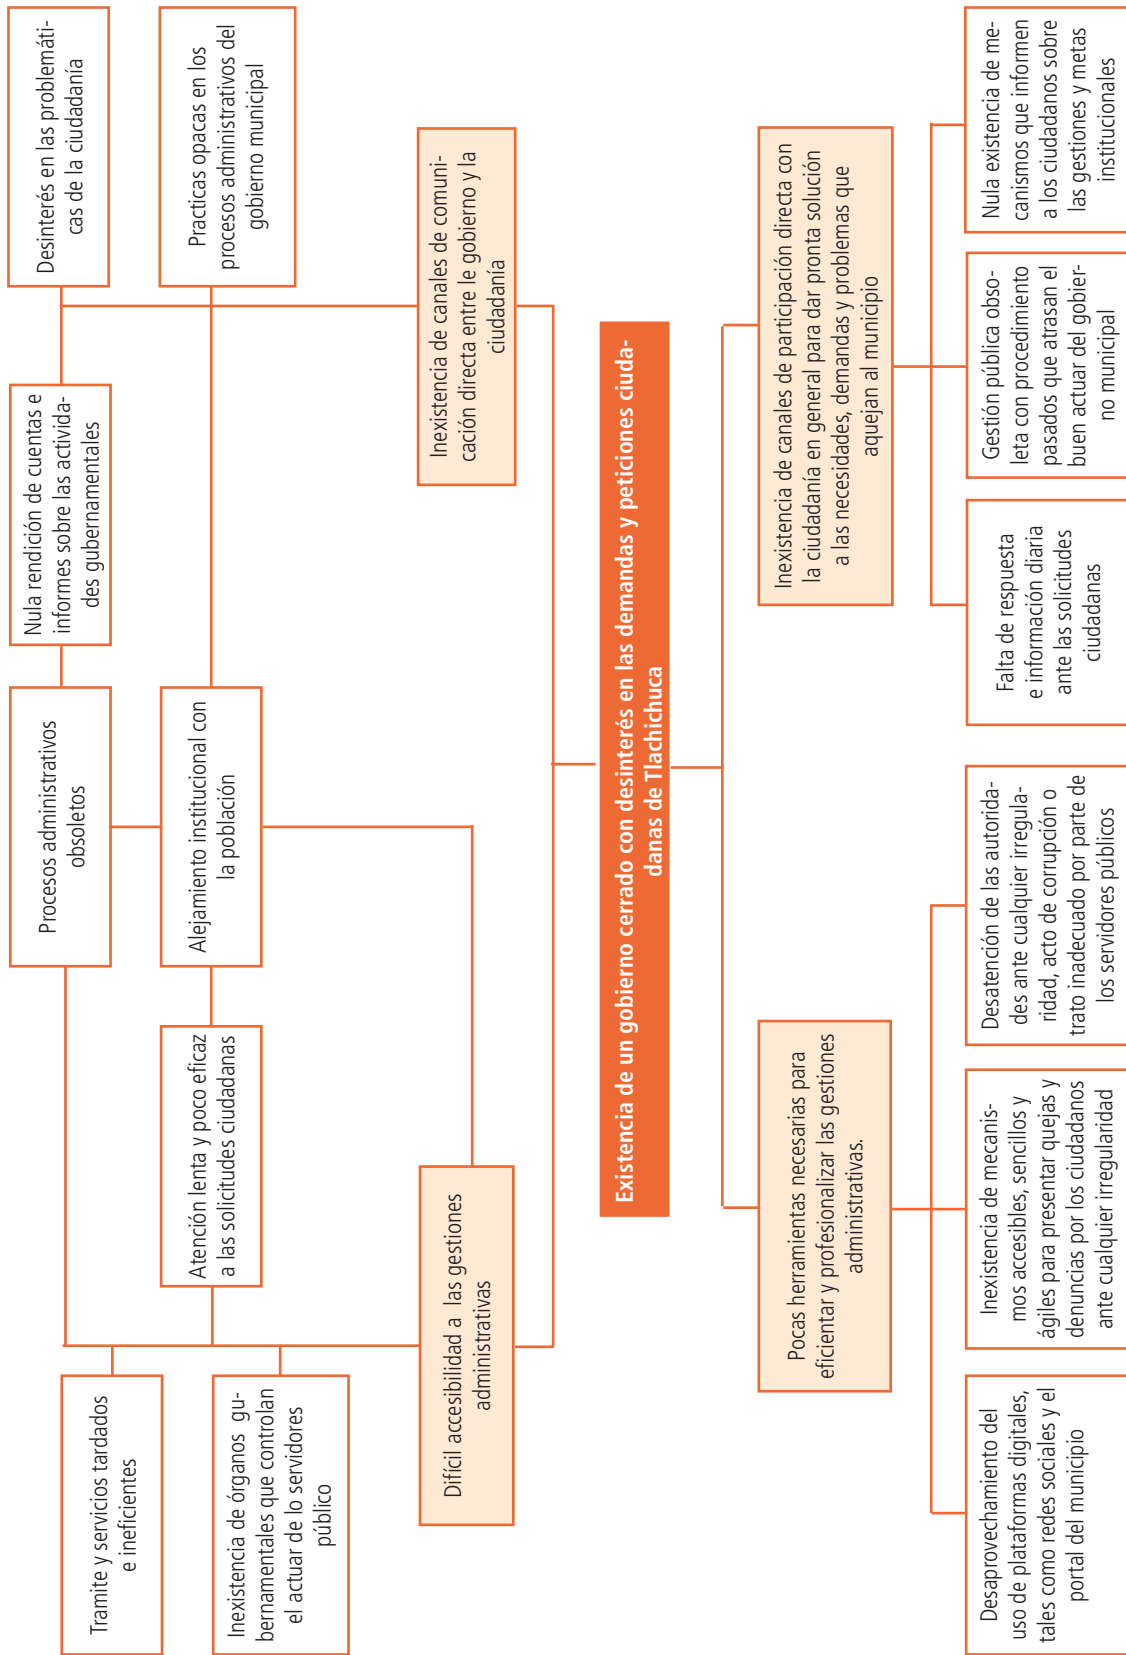 Tramite y servicios tardados
e ineficientes
Procesos administrativos
obsoletos
Nula rendición de cuentas e
informes sobre las activida-
des gubernamentales
Desinterés en las problemáti-
cas de la ciudadanía
Inexistencia de órganos gu-
bernamentales que controlan
el actuar de lo servidores
público
Atención lenta y poco eficaz
a las solicitudes ciudadanas
Alejamiento institucional con
la población
Practicas opacas en los
procesos administrativos del
gobierno municipal
Difícil accesibilidad a las gestiones
administrativas
Inexistencia de canales de comuni-
cación directa entre le gobierno y la
ciudadanía
Existencia de un gobierno cerrado con desinterés en las demandas y peticiones ciuda-
danas de Tlachichuca
Pocas herramientas necesarias para
eficientar y profesionalizar las gestiones
administrativas.
Inexistencia de canales de participación directa con
la ciudadanía en general para dar pronta solución
a las necesidades, demandas y problemas que
aquejan al municipio
Desaprovechamiento del
uso de plataformas digitales,
tales como redes sociales y el
portal del municipio
Inexistencia de mecanis-
mos accesibles, sencillos y
ágiles para presentar quejas y
denuncias por los ciudadanos
ante cualquier irregularidad
Desatención de las autorida-
des ante cualquier irregula-
ridad, acto de corrupción o
trato inadecuado por parte de
los servidores públicos
Falta de respuesta
e información diaria
ante las solicitudes
ciudadanas
Gestión pública obso-
leta con procedimiento
pasados que atrasan el
buen actuar del gobier-
no municipal
Nula existencia de me-
canismos que informen
a los ciudadanos sobre
las gestiones y metas
institucionales